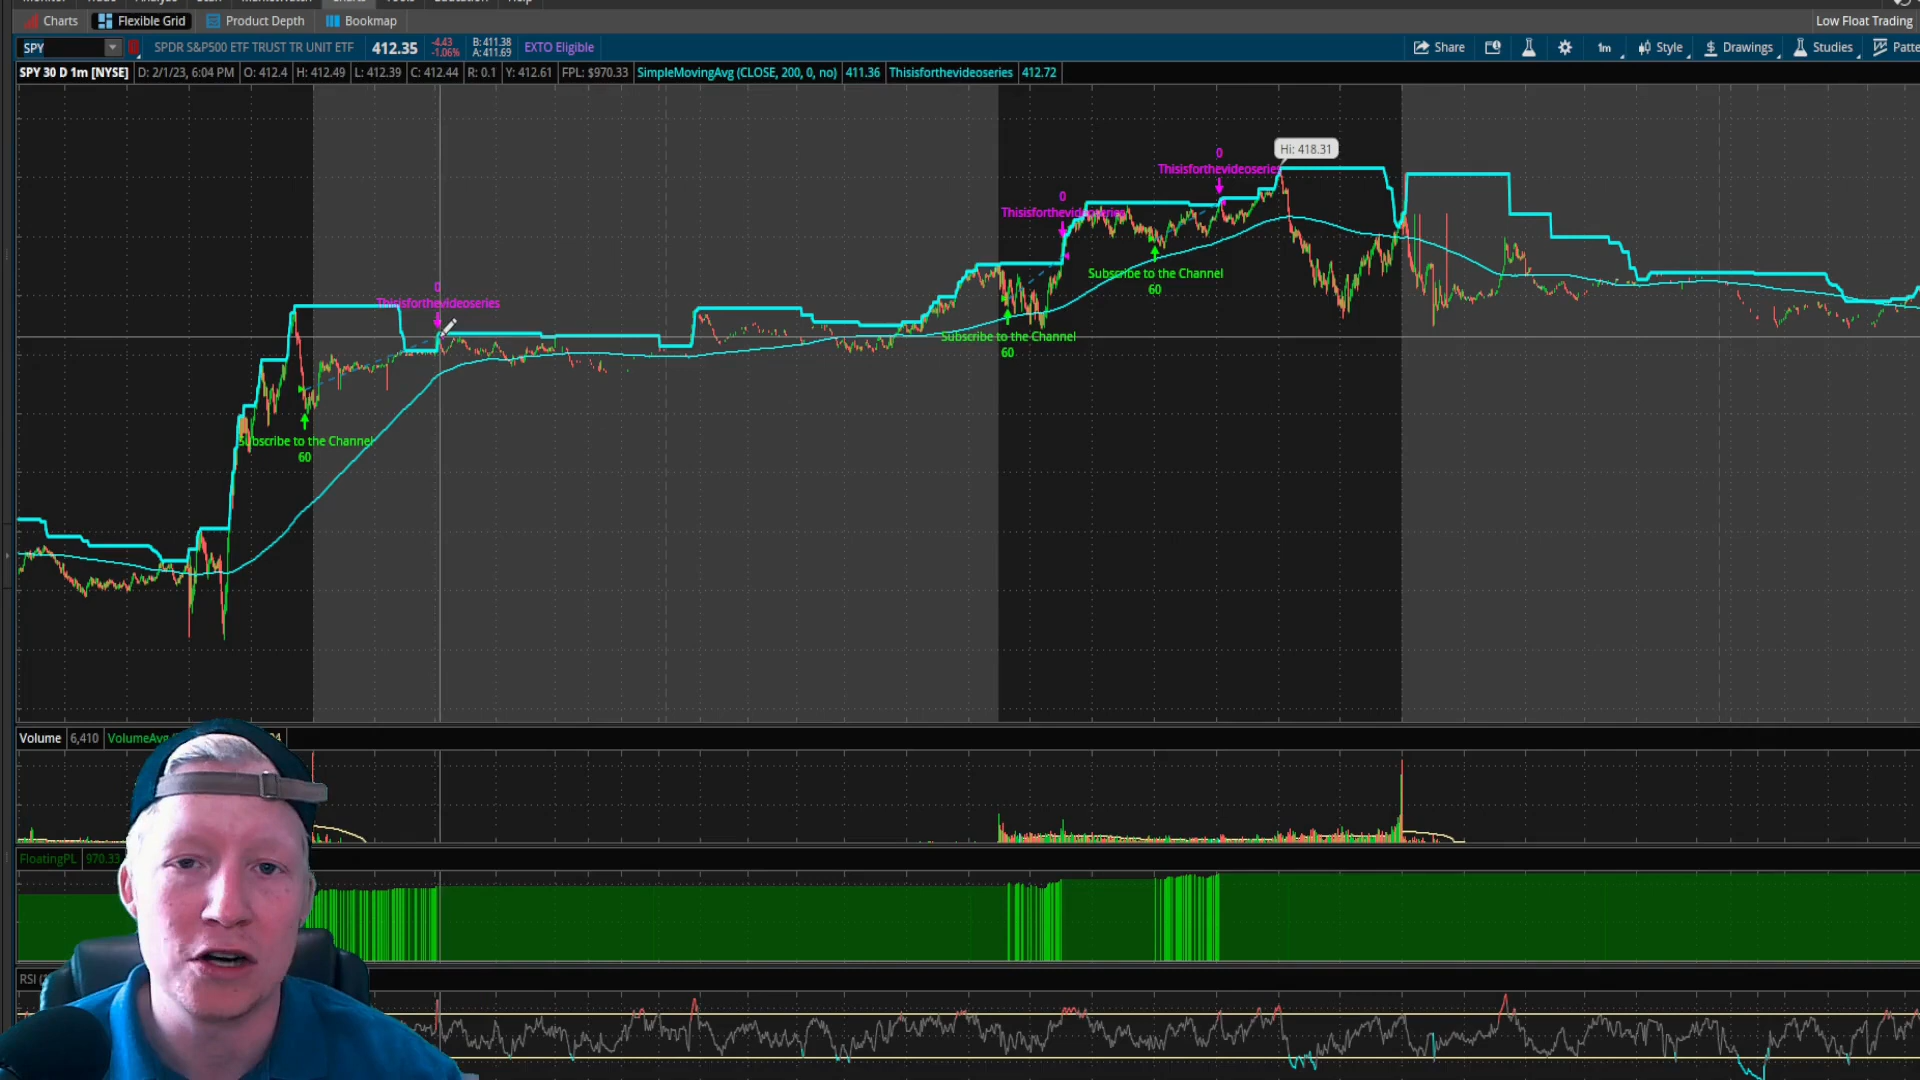 Charts Flexible Grid Product Depth Bookmap Low Float Trading
SPY SPDR S&P500 ETF TRUST TR UNIT ETF 412.35 -4.43 -1.06% B: 411.38 A: 411.69 EXTO Eligible Share 1m Style Drawings Studies Patte
SPY 30 D 1m [NYSE] D: 2/1/23, 6:04 PM O: 412.4 H: 412.49 L: 412.39 C: 412.44 R: 0.1 Y: 412.61 FPL: $970.33 SimpleMovingAvg (CLOSE, 200, 0, no) 411.36 Thisisforthevideoseries 412.72
Hi: 418.31
0
Thisisforthevideoseries
0
Thisisforthevideoseries
Subscribe to the Channel
60
0
Thisisforthevideoseries
Subscribe to the Channel
60
Subscribe to the Channel
60
Volume 6,410 VolumeAvg
FloatingPL 970.33
RSI